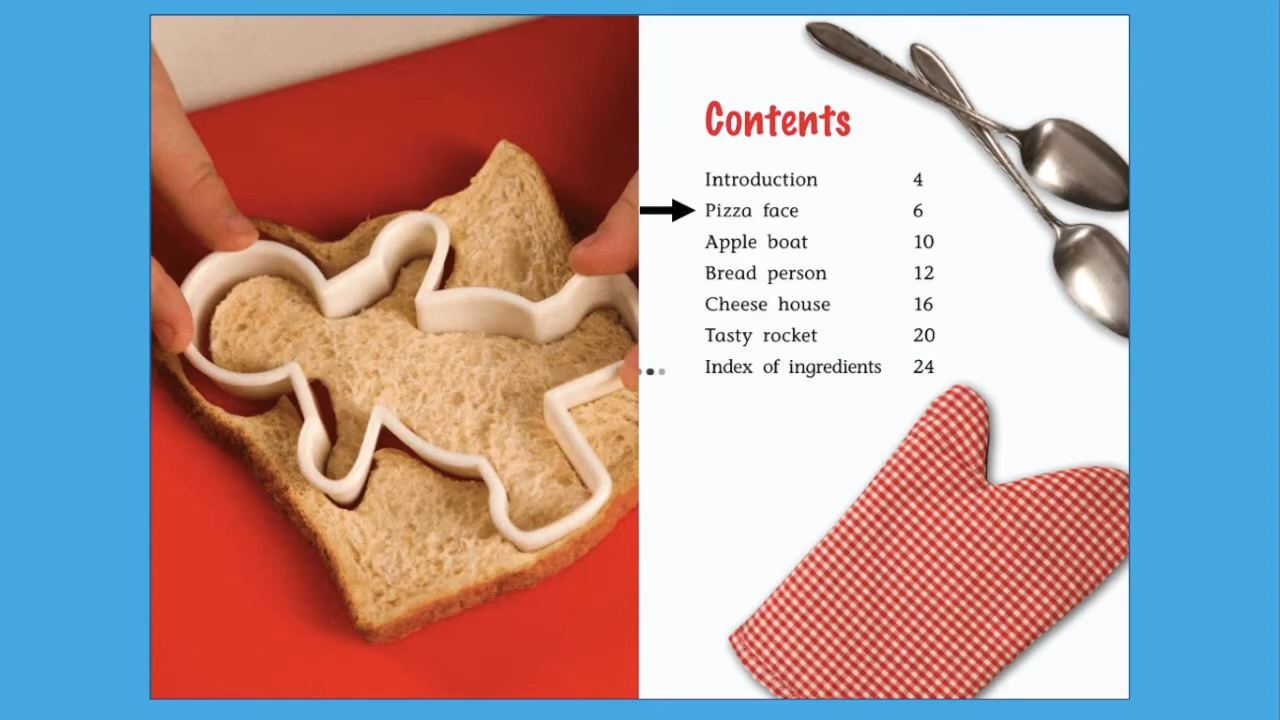 Contents
Introduction 4
Pizza face 6
Apple boat 10
Bread person 12
Cheese house 16
Tasty rocket 20
Index of ingredients 24